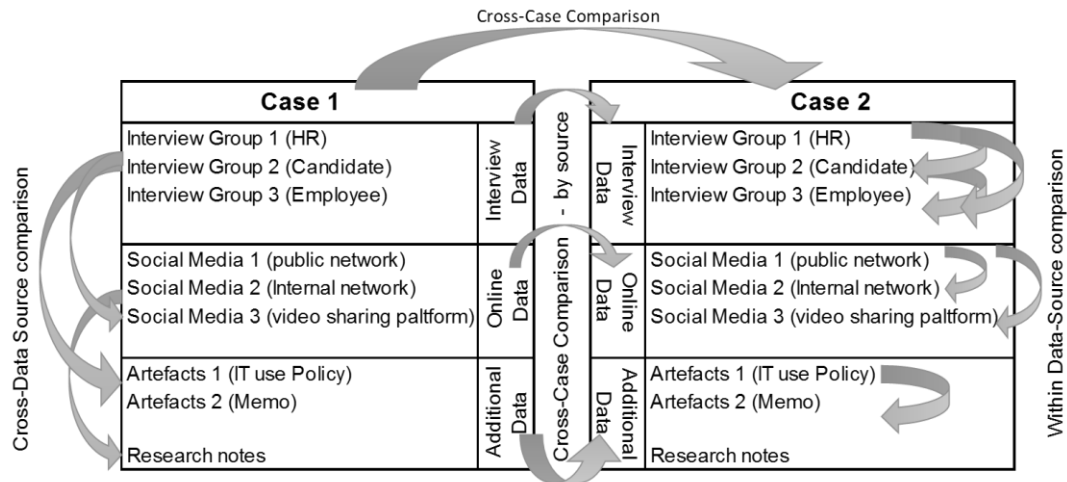 Cross-Case Comparison
Case 1
Case 2
Cross-Data Source comparison
Interview Group 1 (HR)
Interview Group 2 (Candidate)
Interview Group 3 (Employee)
Interview
Data
Social Media 1 (public network)
Social Media 2 (Internal network)
Social Media 3 (video sharing paltform)
Online
Data
Artefacts 1 (IT use Policy)
Artefacts 2 (Memo)
Research notes
Additional
Data
Cross-Case Comparison - by source
Interview
Data
Interview Group 1 (HR)
Interview Group 2 (Candidate)
Interview Group 3 (Employee)
Online
Data
Social Media 1 (public network)
Social Media 2 (Internal network)
Social Media 3 (video sharing paltform)
Additional
Data
Artefacts 1 (IT use Policy)
Artefacts 2 (Memo)
Research notes
Within Data-Source comparison